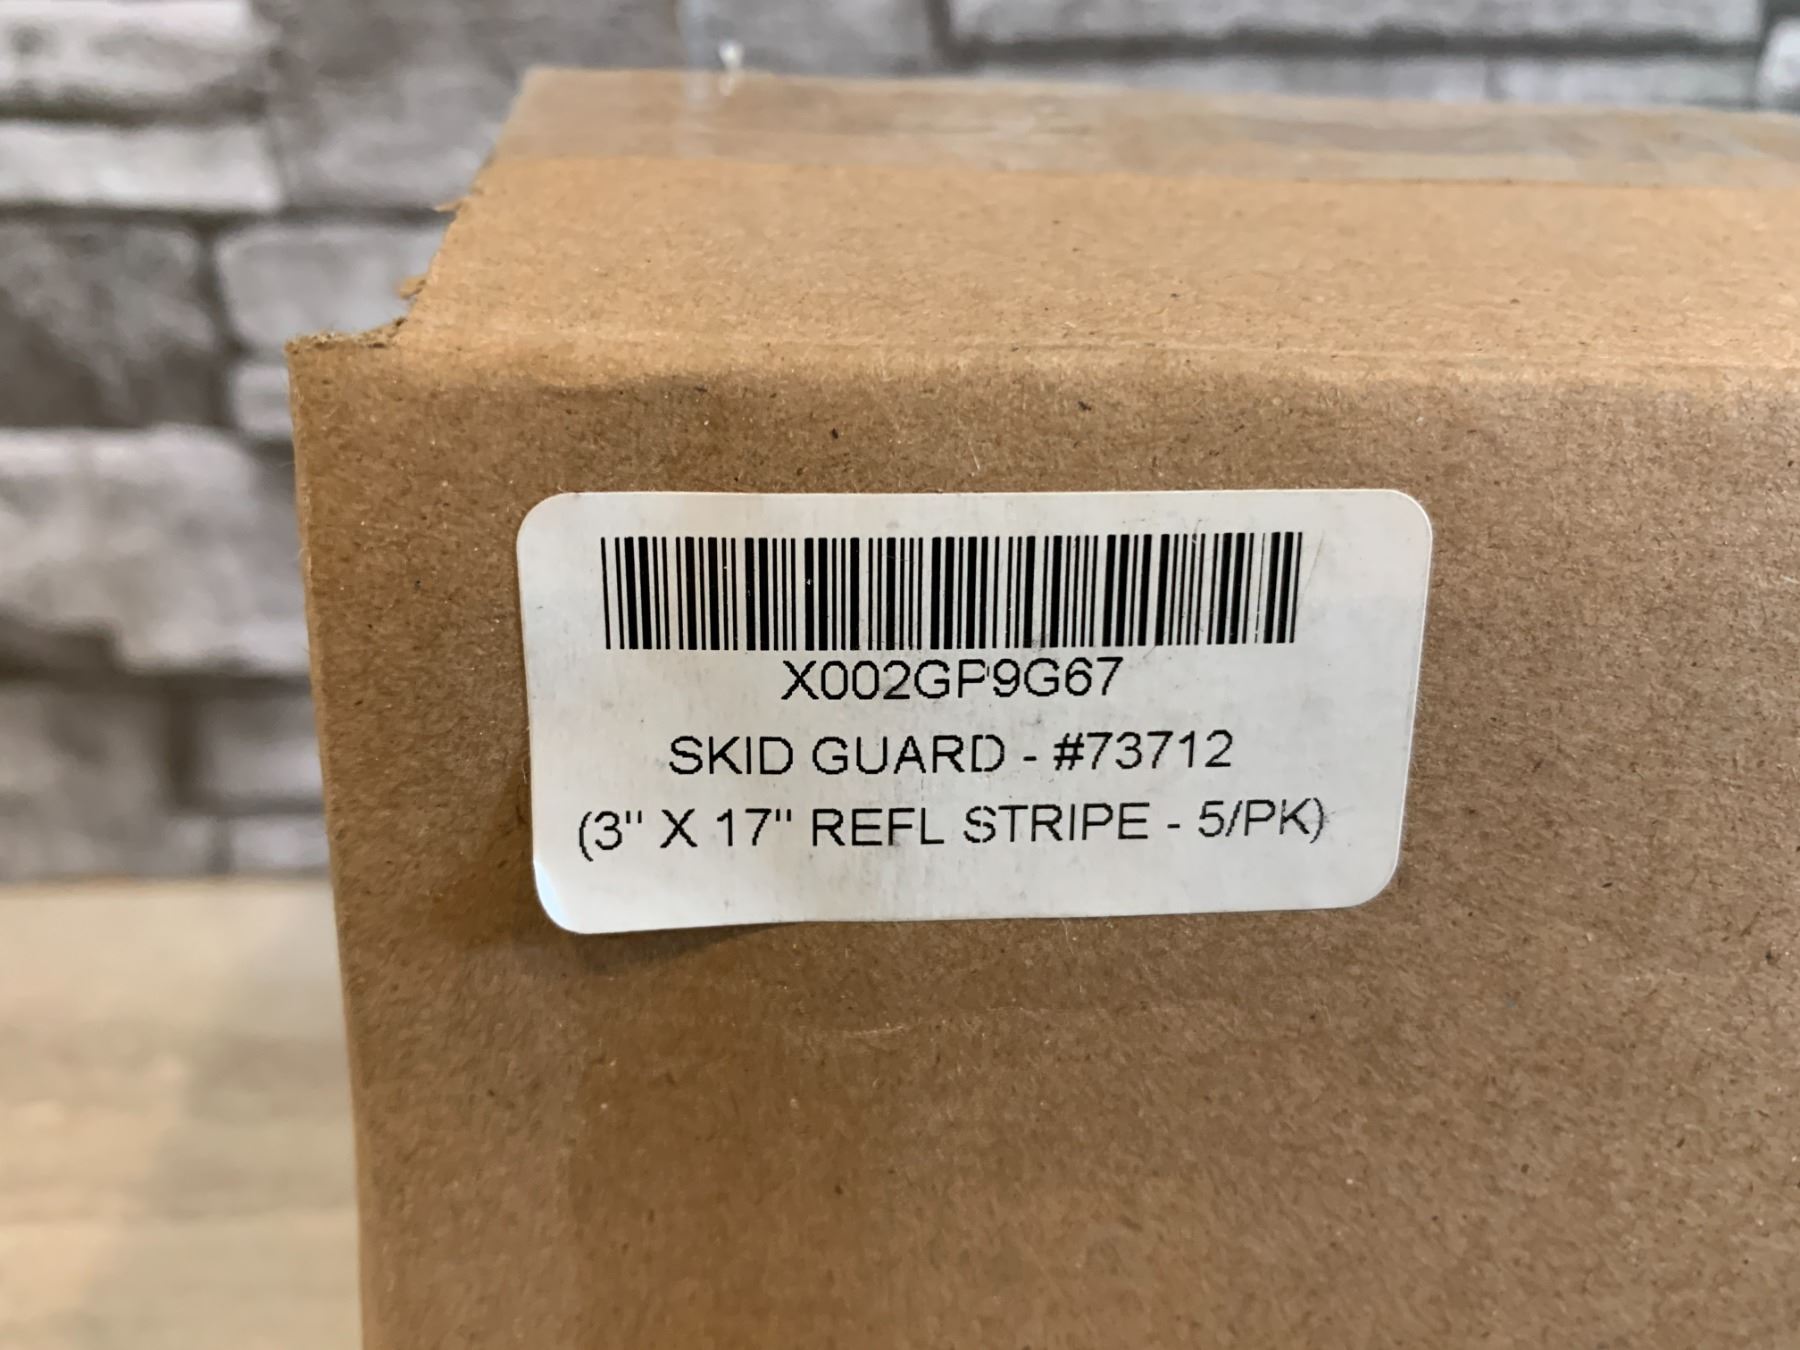 X002GP9G67
SKID GUARD - #73712
(3" X 17" REFL STRIPE - 5/PK)